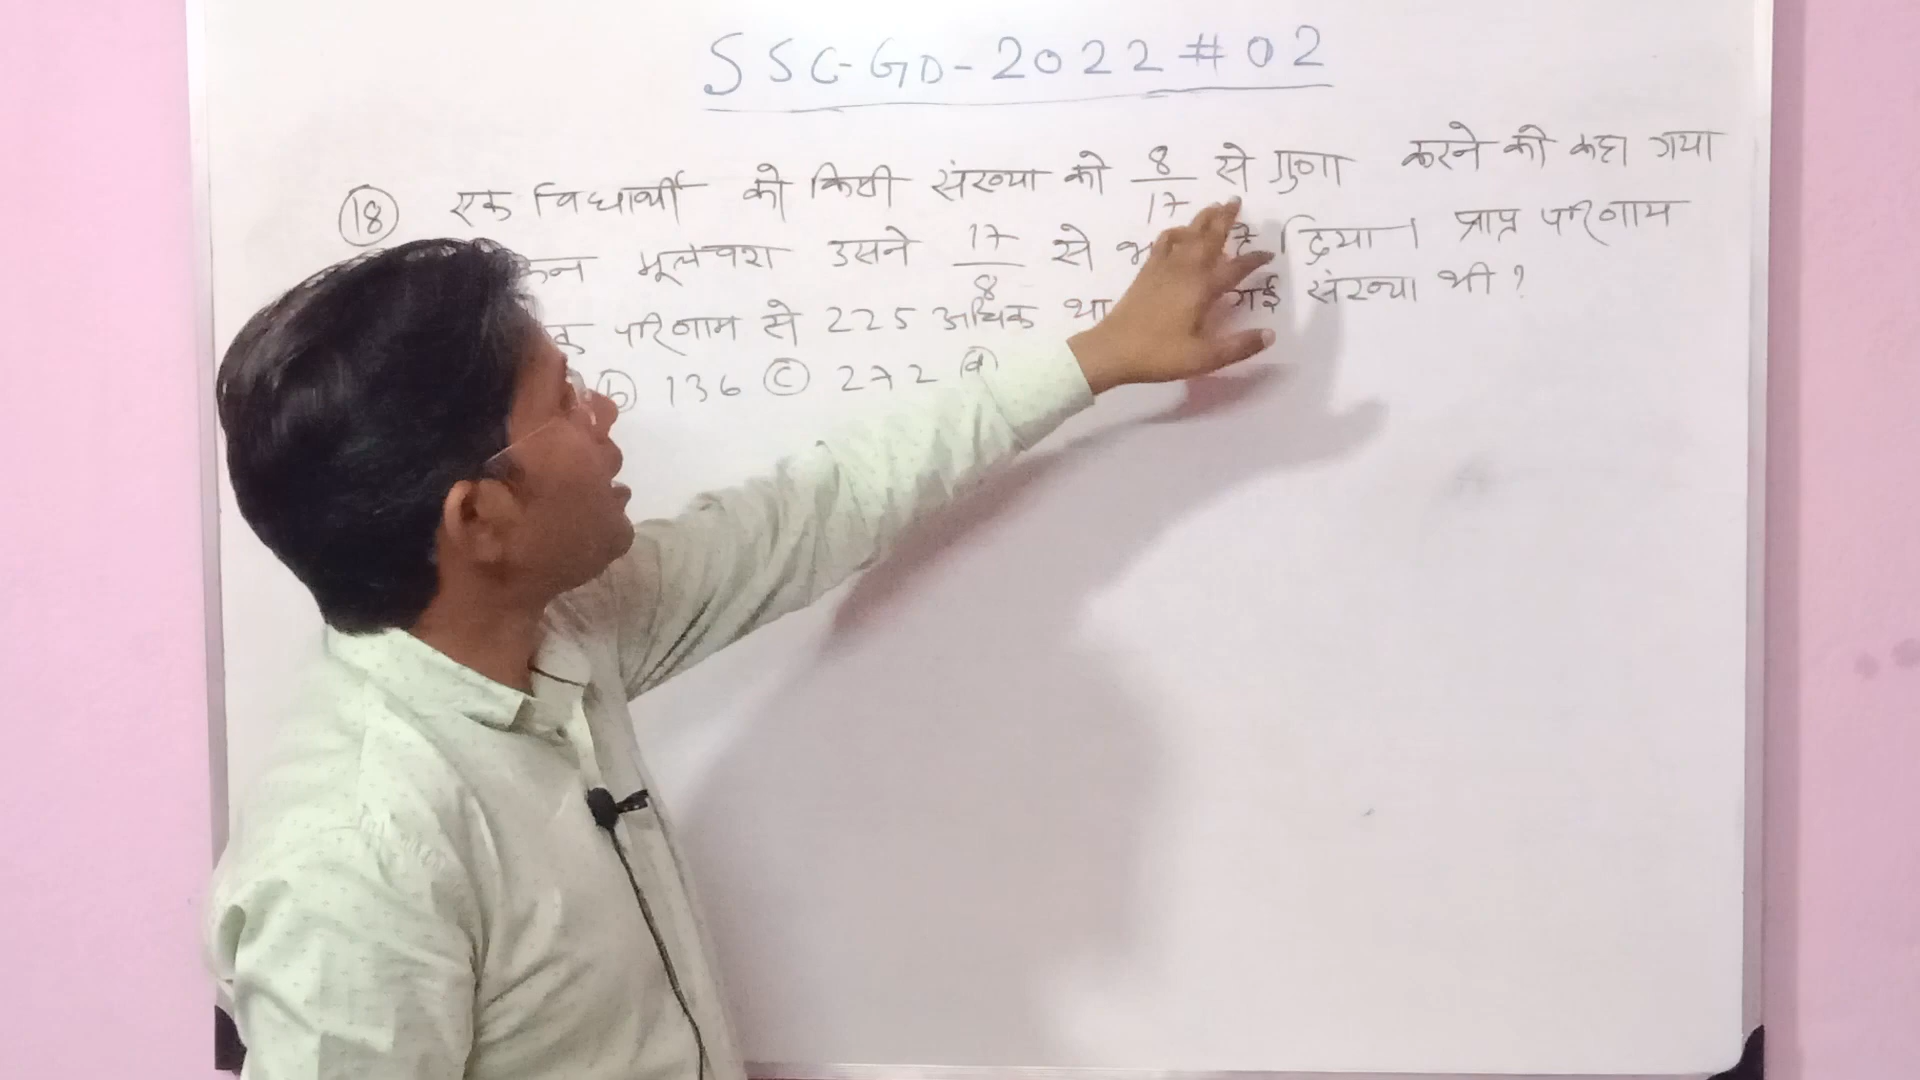 SSC-GD-2022 #02
(18) एक विधार्थी को किसी संख्या को 8/17 से गुणा करने को कहा गया
मूलवश उसने 17/8 से दिया। प्राप्त परिणाम
परिणाम से 225 अधिक था गई संख्या थी ?
(b) 136 (c) 272 (d)